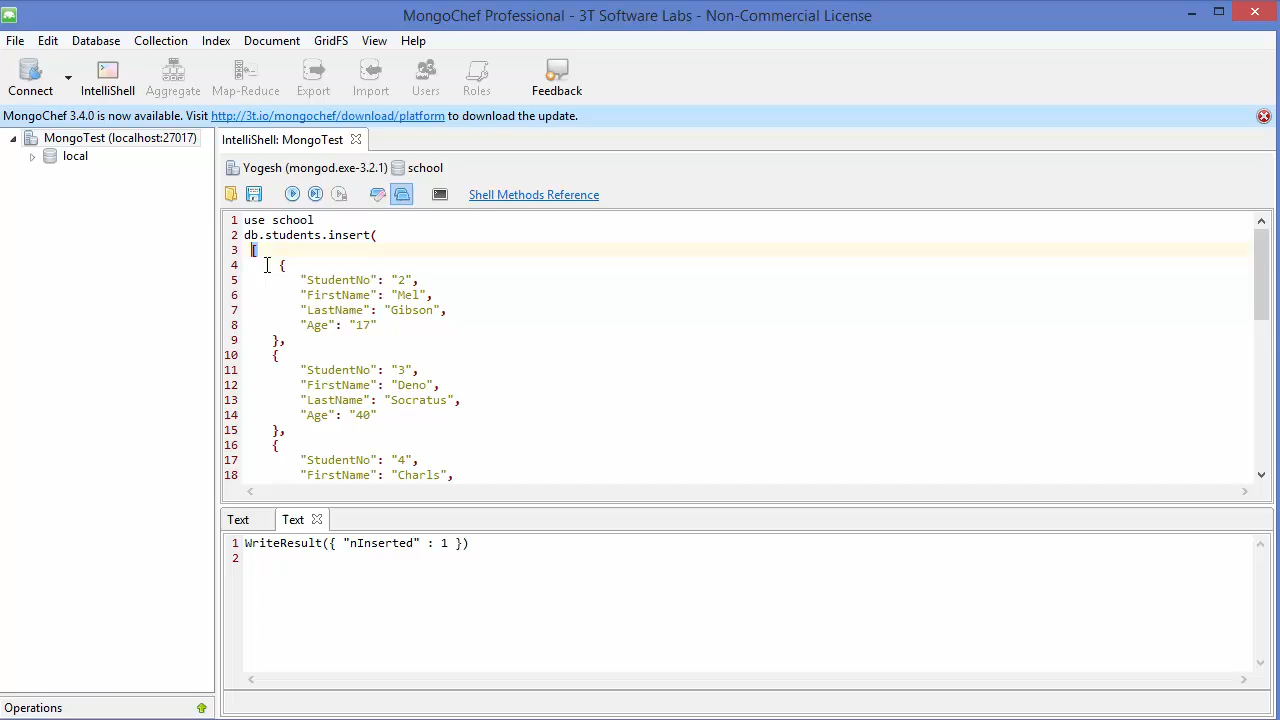 MongoChef Professional - 3T Software Labs - Non-Commercial License
File Edit Database Collection Index Document GridFS View Help
Connect IntelliShell Aggregate Map-Reduce Export Import Users Roles Feedback
MongoChef 3.4.0 is now available. Visit http://3t.io/mongochef/download/platform to download the update.
MongoTest (localhost:27017)
local
IntelliShell: MongoTest
Yogesh (mongod.exe-3.2.1) school
Shell Methods Reference
1 use school
2 db.students.insert(
3 [
4 {
5 "StudentNo": "2",
6 "FirstName": "Mel",
7 "LastName": "Gibson",
8 "Age": "17"
9 },
10 {
11 "StudentNo": "3",
12 "FirstName": "Deno",
13 "LastName": "Socratus",
14 "Age": "40"
15 },
16 {
17 "StudentNo": "4",
18 "FirstName": "Charls",
Text Text
1 WriteResult({ "nInserted" : 1 })
2
Operations